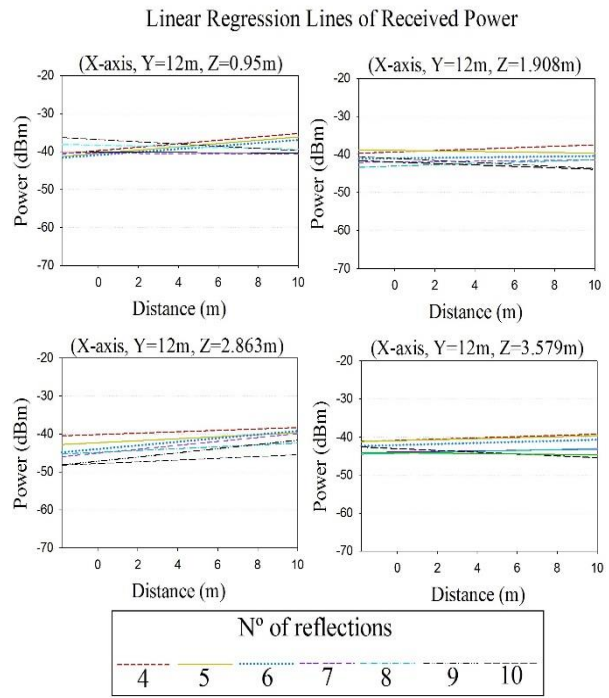 Linear Regression Lines of Received Power
(X-axis, Y=12m, Z=0.95m)
-20
-30
-40
-50
-60
-70
Power (dBm)
0 2 4 6 8 10
Distance (m)
(X-axis, Y=12m, Z=1.908m)
-20
-30
-40
-50
-60
-70
Power (dBm)
0 2 4 6 8 10
Distance (m)
(X-axis, Y=12m, Z=2.863m)
-20
-30
-40
-50
-60
-70
Power (dBm)
0 2 4 6 8 10
Distance (m)
(X-axis, Y=12m, Z=3.579m)
-20
-30
-40
-50
-60
-70
Power (dBm)
0 2 4 6 8 10
Distance (m)
Nº of reflections
4 5 6 7 8 9 10